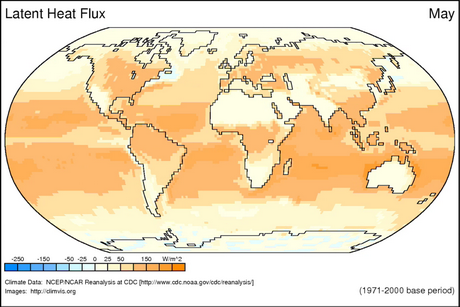 Latent Heat Flux
May
-250 -150 -50 -25 0 25 50 150 W/m^2
Climate Data: NCEP/NCAR Reanalysis at CDC [http://www.cdc.noaa.gov/cdc/reanalysis/]
Images: http://climvis.org
(1971-2000 base period)